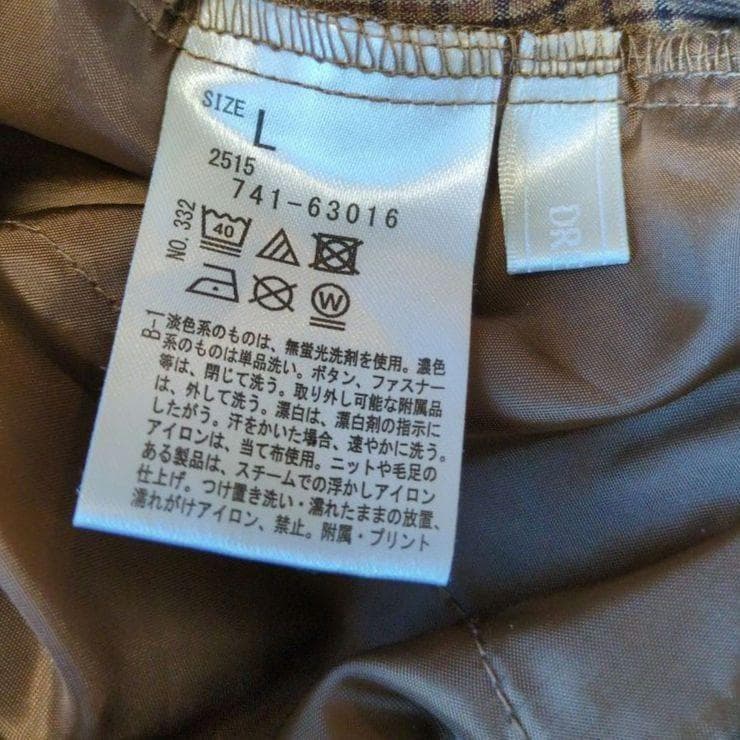 SIZE L
2515
741-63016
NO. 332
40
W
B-1
淡色系のものは、無蛍光洗剤を使用。濃色
系のものは単品洗い。ボタン、ファスナー
等は、閉じて洗う。取り外し可能な附属品
は、外して洗う。漂白は、漂白剤の指示に
したがう。汗をかいた場合、速やかに洗う。
アイロンは、当て布使用。ニットや毛足の
ある製品は、スチームでの浮かしアイロン
仕上げ。つけ置き洗い・濡れたままの放置、
濡れがけアイロン、禁止。附属・プリント
DR